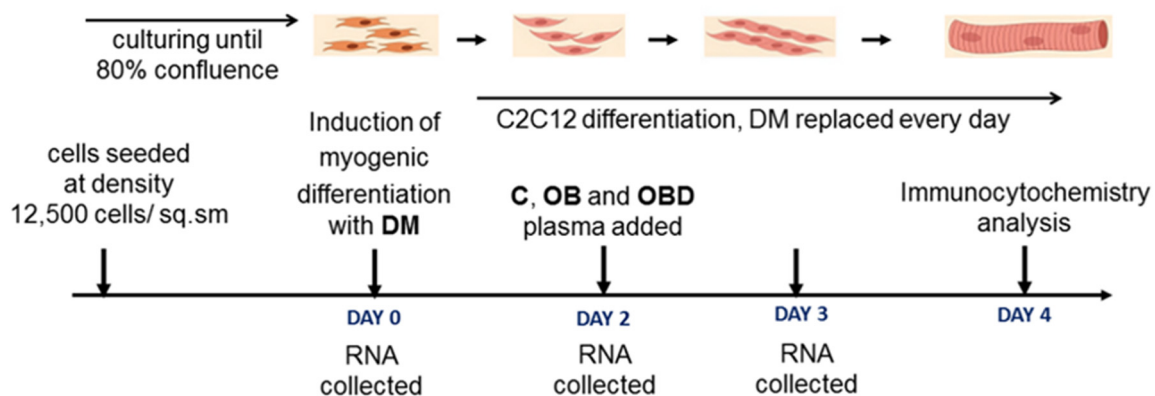 culturing until
80% confluence
C2C12 differentiation, DM replaced every day
cells seeded
at density
12,500 cells/ sq.sm
Induction of
myogenic
differentiation
with DM
C, OB and OBD
plasma added
Immunocytochemistry
analysis
DAY 0
DAY 2
DAY 3
DAY 4
RNA
collected
RNA
collected
RNA
collected